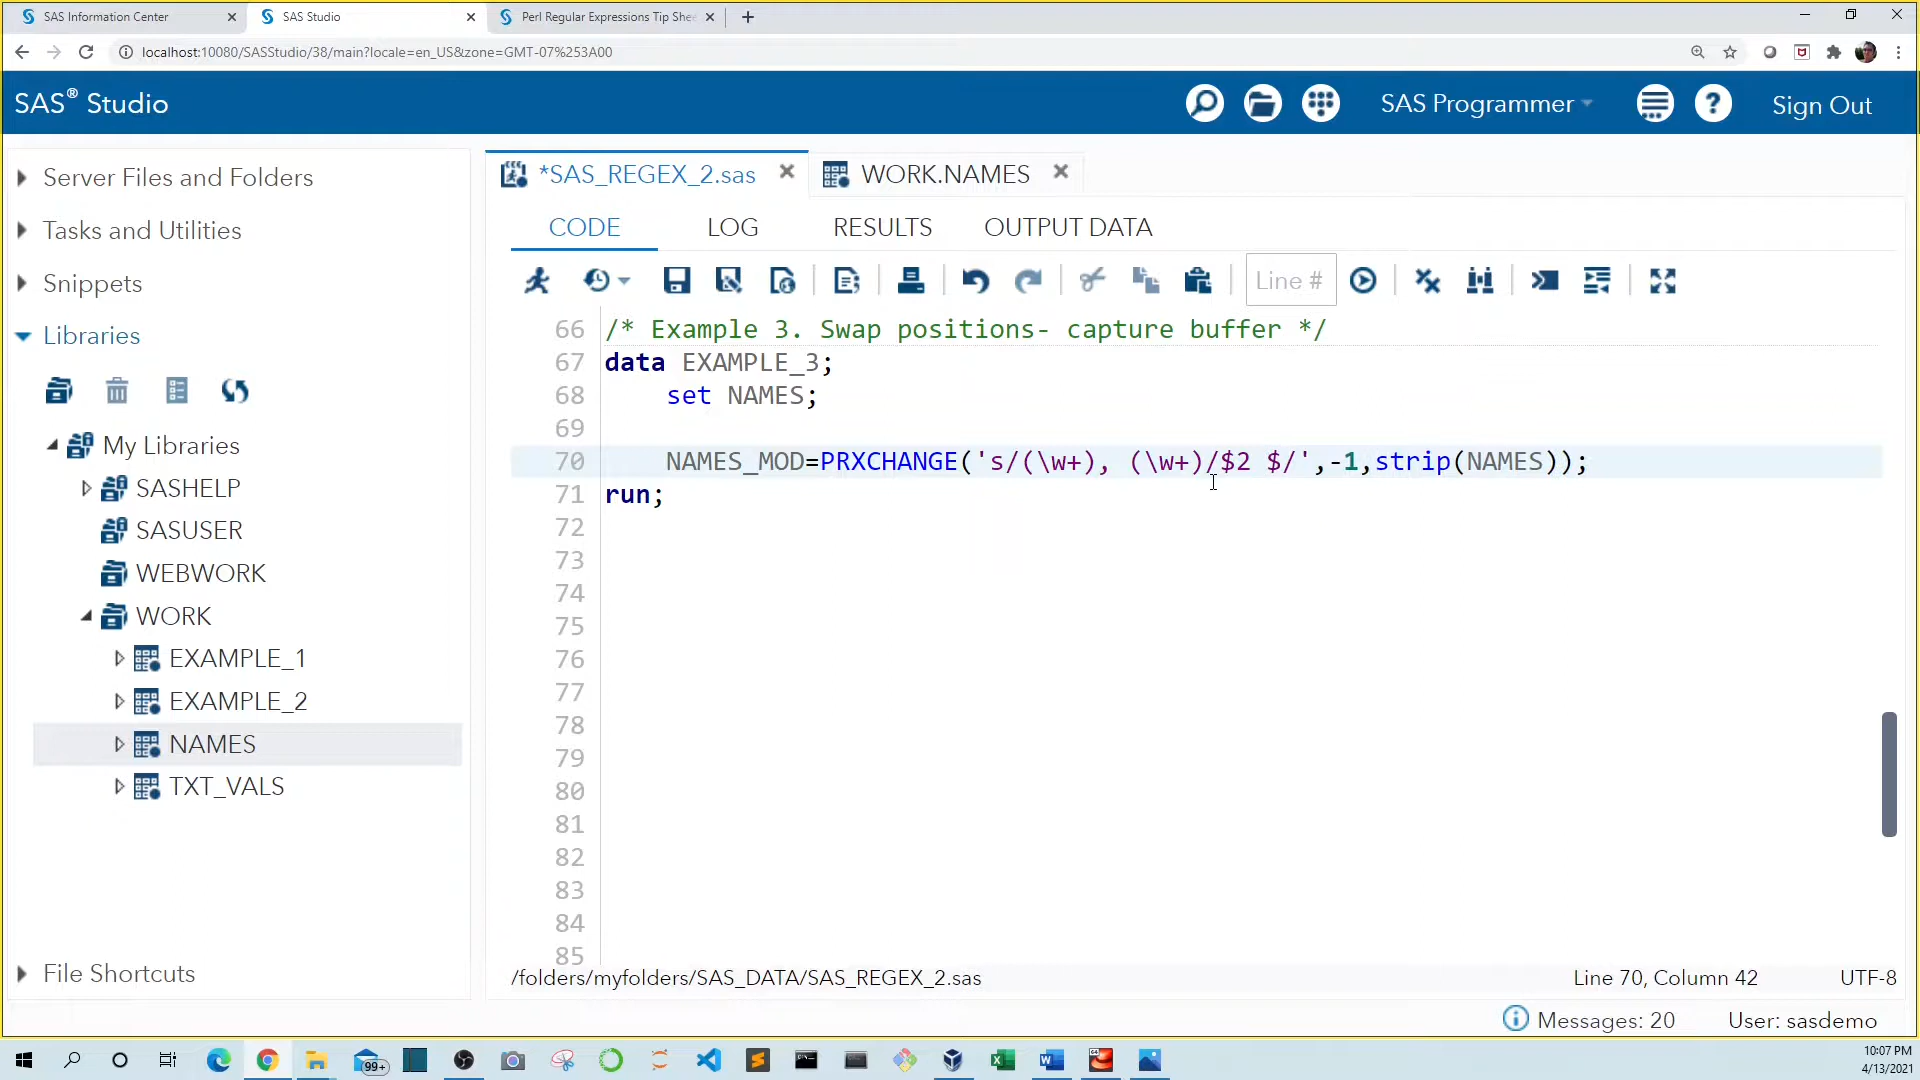 SAS Information Center
SAS Studio
Perl Regular Expressions Tip She
localhost:10080/SASStudio/38/main?locale=en_US&zone=GMT-07%253A00
SAS® Studio
SAS Programmer
Sign Out
Server Files and Folders
Tasks and Utilities
Snippets
Libraries
My Libraries
SASHELP
SASUSER
WEBWORK
WORK
EXAMPLE_1
EXAMPLE_2
NAMES
TXT_VALS
File Shortcuts
*SAS_REGEX_2.sas
WORK.NAMES
CODE LOG RESULTS OUTPUT DATA
Line #
66 /* Example 3. Swap positions- capture buffer */
67 data EXAMPLE_3;
68 set NAMES;
69
70 NAMES_MOD=PRXCHANGE('s/(\w+), (\w+)/$2 $/',-1,strip(NAMES));
71 run;
72
73
74
75
76
77
78
79
80
81
82
83
84
85
/folders/myfolders/SAS_DATA/SAS_REGEX_2.sas
Line 70, Column 42
UTF-8
Messages: 20
User: sasdemo
99+
10:07 PM
4/13/2021